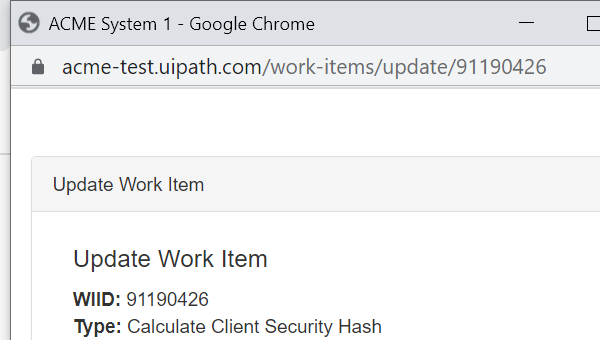 ACME System 1 - Google Chrome
acme-test.uipath.com/work-items/update/91190426
Update Work Item
Update Work Item
WIID: 91190426
Type: Calculate Client Security Hash